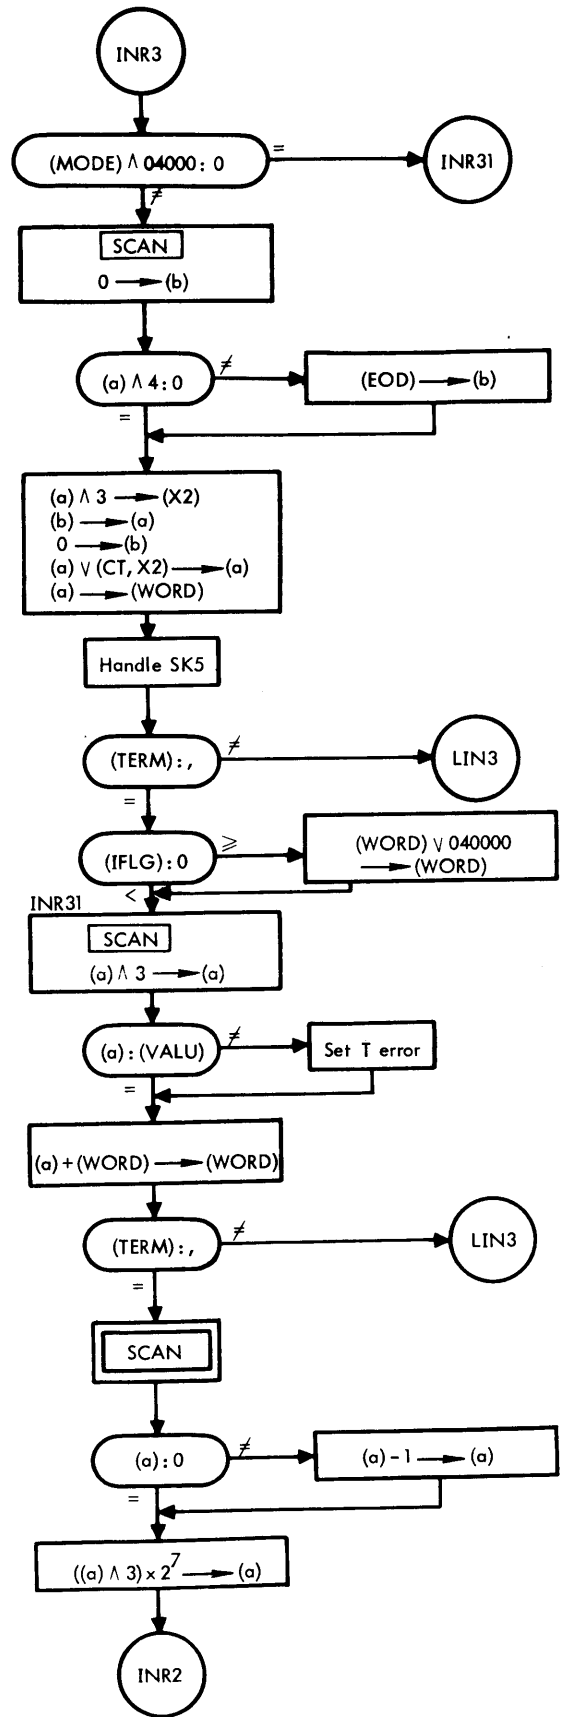 INR3
(MODE) ∧ 04000: 0
=
INR31
≠
SCAN
0 → (b)
(a) ∧ 4: 0
≠
(EOD) → (b)
=
(a) ∧ 3 → (X2)
(b) → (a)
0 → (b)
(a) ∨ (CT, X2) → (a)
(a) → (WORD)
Handle SK5
(TERM): ,
≠
LIN3
=
(IFLG): 0
≥
(WORD) ∨ 040000
→ (WORD)
<
INR31
SCAN
(a) ∧ 3 → (a)
(a): (VALU)
≠
Set T error
=
(a) + (WORD) → (WORD)
(TERM): ,
≠
LIN3
=
SCAN
(a): 0
≠
(a) - 1 → (a)
=
((a) ∧ 3) × 2⁷ → (a)
INR2